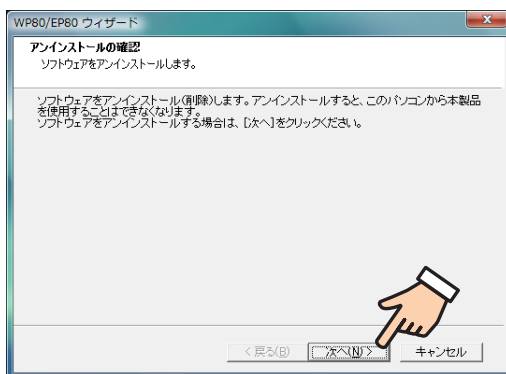 WP80/EP80 ウィザード
アンインストールの確認
ソフトウェアをアンインストールします。
ソフトウェアをアンインストール(削除)します。アンインストールすると、このパソコンから本製品
を使用することはできなくなります。
ソフトウェアをアンインストールする場合は、[次へ]をクリックください。
< 戻る(B)
次へ(N) >
キャンセル